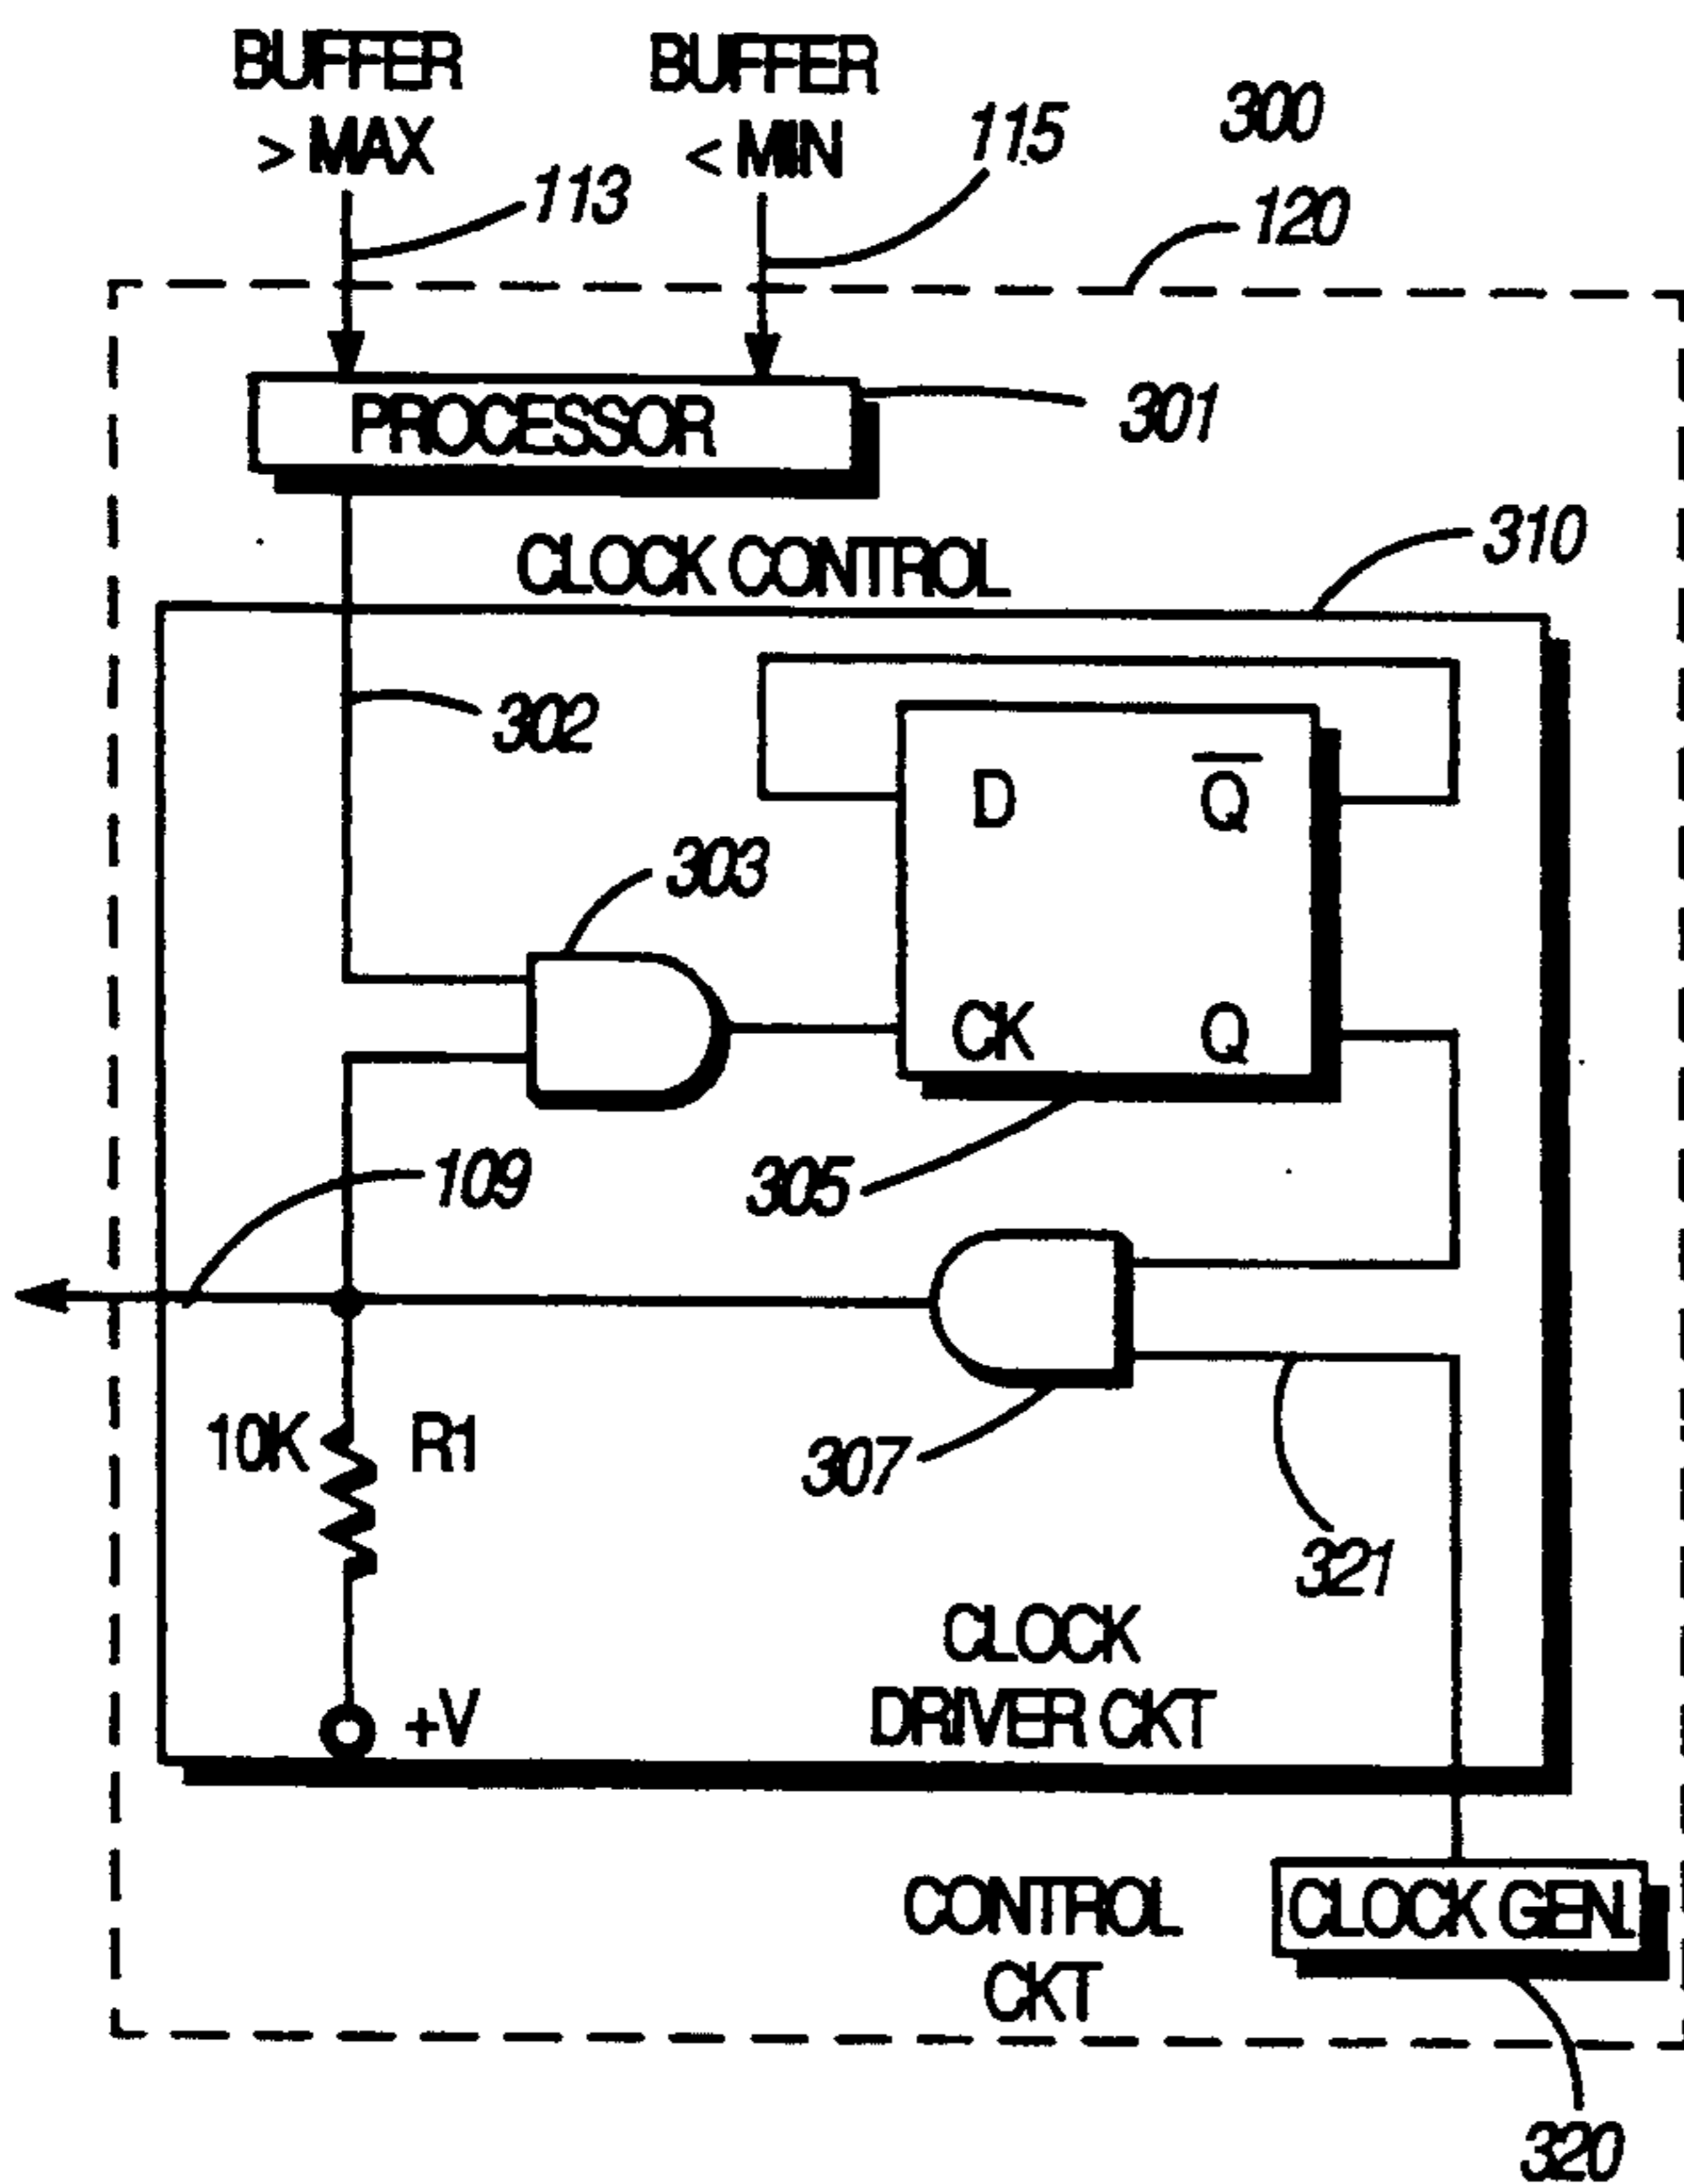 BUFFER
> MAX
BUFFER
< MIN
113
115
300
120
PROCESSOR
301
CLOCK CONTROL
310
302
D
Q
303
CK
Q
109
305
10K
R1
307
321
CLOCK
DRIVER CKT
+V
CONTROL
CKT
CLOCK GEN.
320